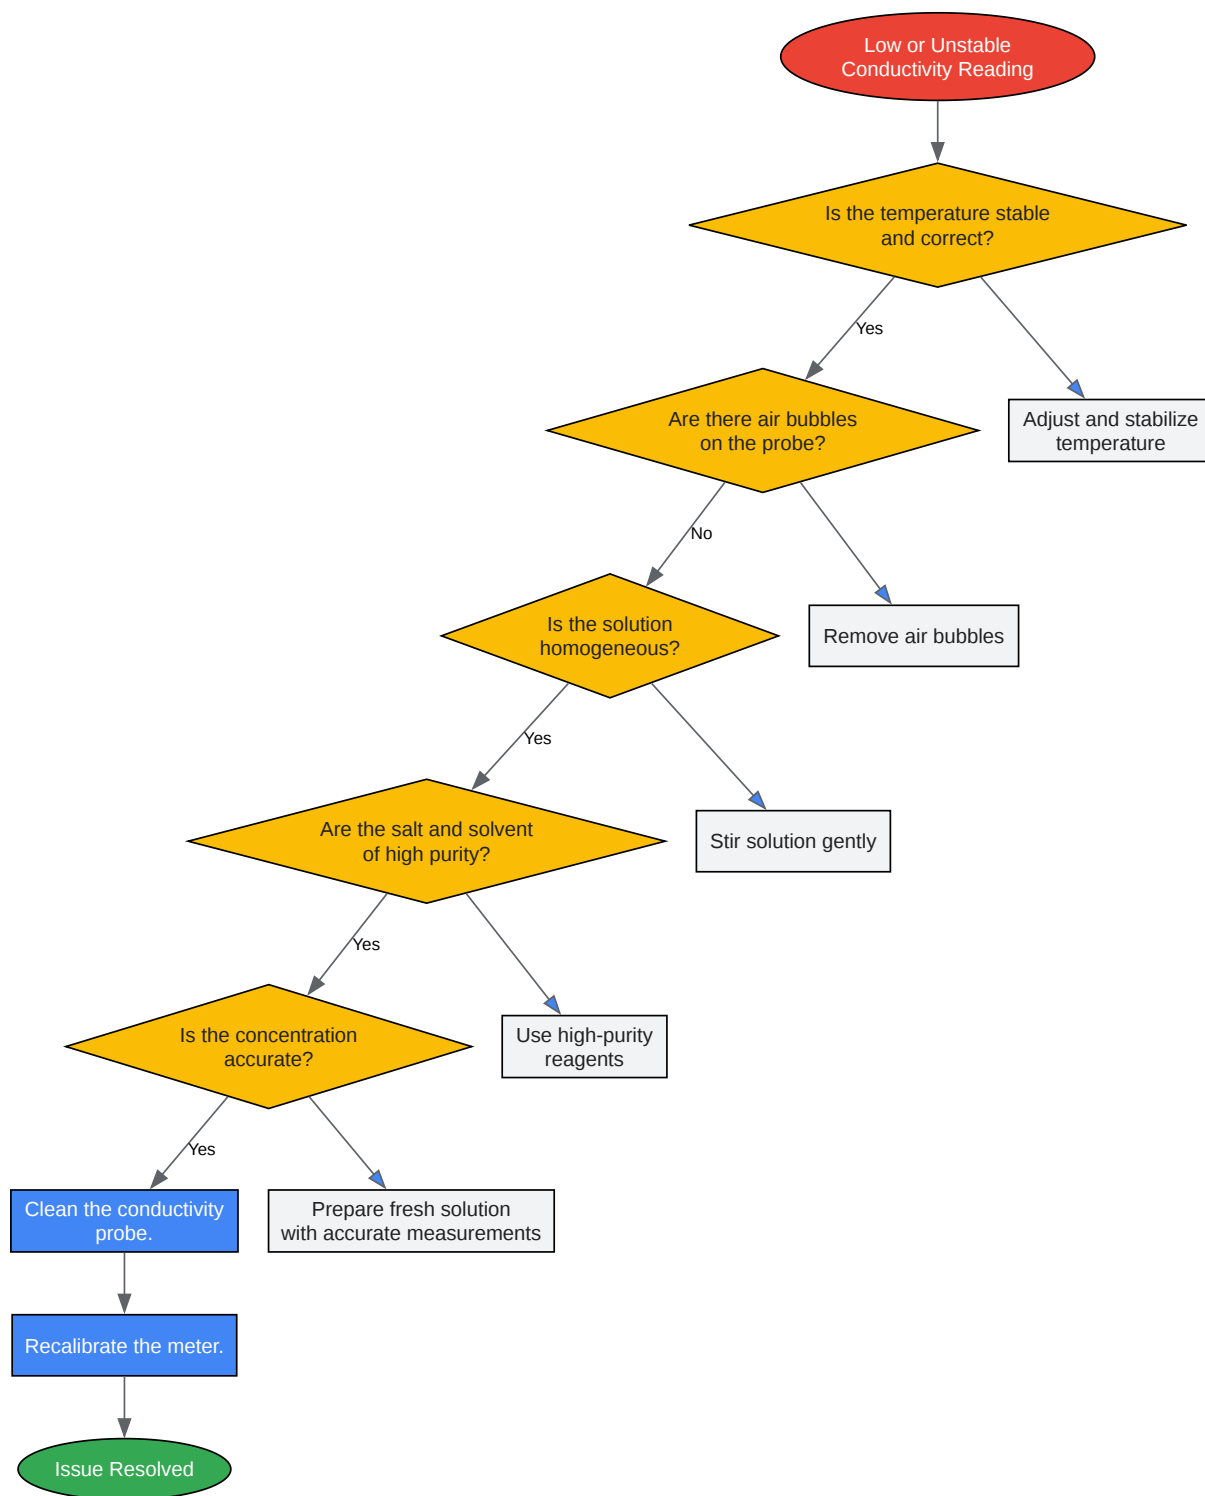 Low or Unstable
Conductivity Reading
Is the temperature stable
and correct?
Yes
Are there air bubbles
on the probe?
Adjust and stabilize
temperature
No
Is the solution
homogeneous?
Remove air bubbles
Yes
Are the salt and solvent
of high purity?
Stir solution gently
Yes
Is the concentration
accurate?
Use high-purity
reagents
Yes
Clean the conductivity
probe.
Prepare fresh solution
with accurate measurements
Recalibrate the meter.
Issue Resolved